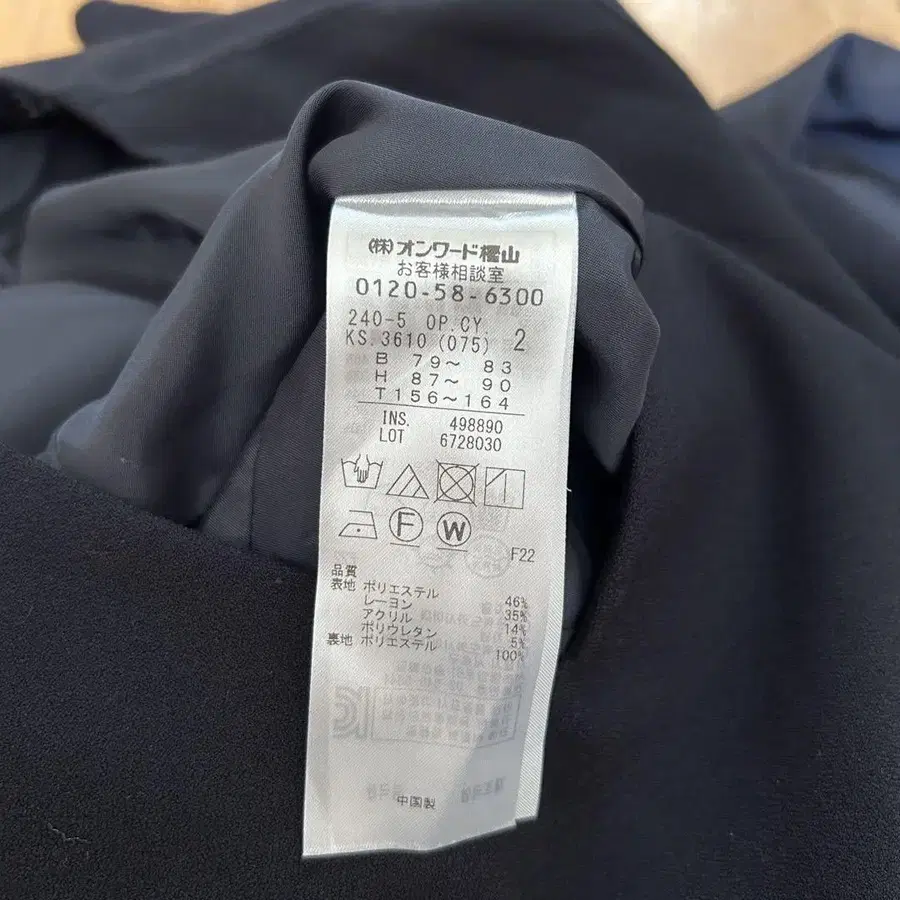 (株)オンワード樫山
お客様相談室
0120-58-6300
240-5 OP.CY. 2
KS.3610(075)
B 79～ 83
H 87～ 90
T156～164
INS. 498890
LOT 6728030
F
W
F22
品質
表地 ポリエステル 46%
レーヨン 35%
アクリル 14%
ポリウレタン 5%
裏地 ポリエステル 100%
中国製